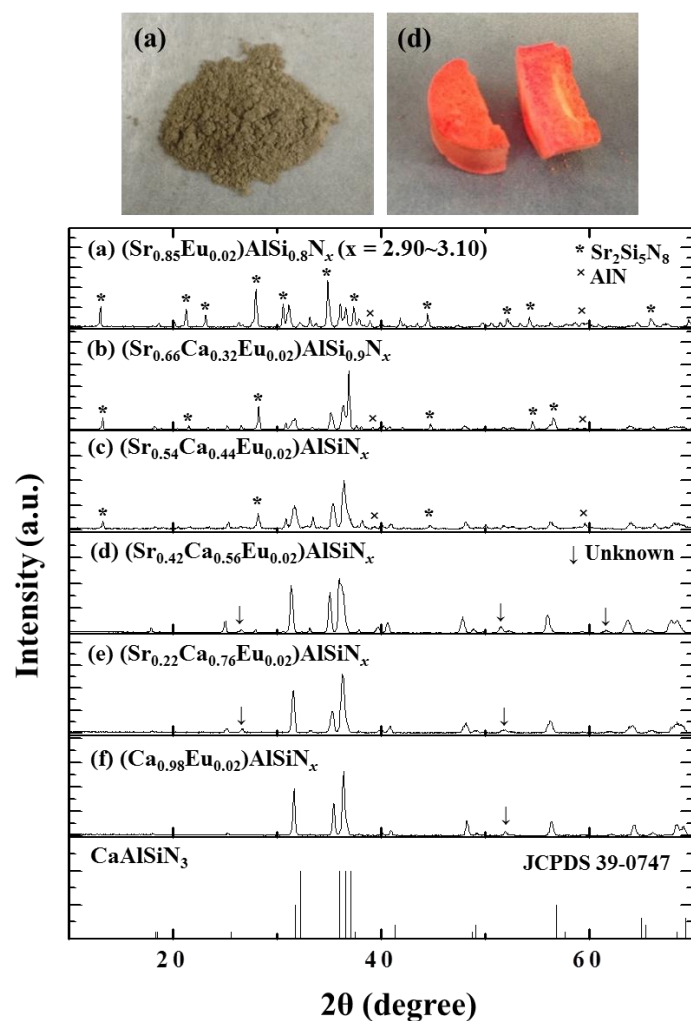 (a)
(d)
(a) (Sr0.85Eu0.02)AlSi0.8Nx (x = 2.90~3.10)
* Sr2Si5N8
× AlN
(b) (Sr0.66Ca0.32Eu0.02)AlSi0.9Nx
(c) (Sr0.54Ca0.44Eu0.02)AlSiNx
(d) (Sr0.42Ca0.56Eu0.02)AlSiNx
↓ Unknown
(e) (Sr0.22Ca0.76Eu0.02)AlSiNx
(f) (Ca0.98Eu0.02)AlSiNx
CaAlSiN3
JCPDS 39-0747
Intensity (a.u.)
20 40 60
2θ (degree)